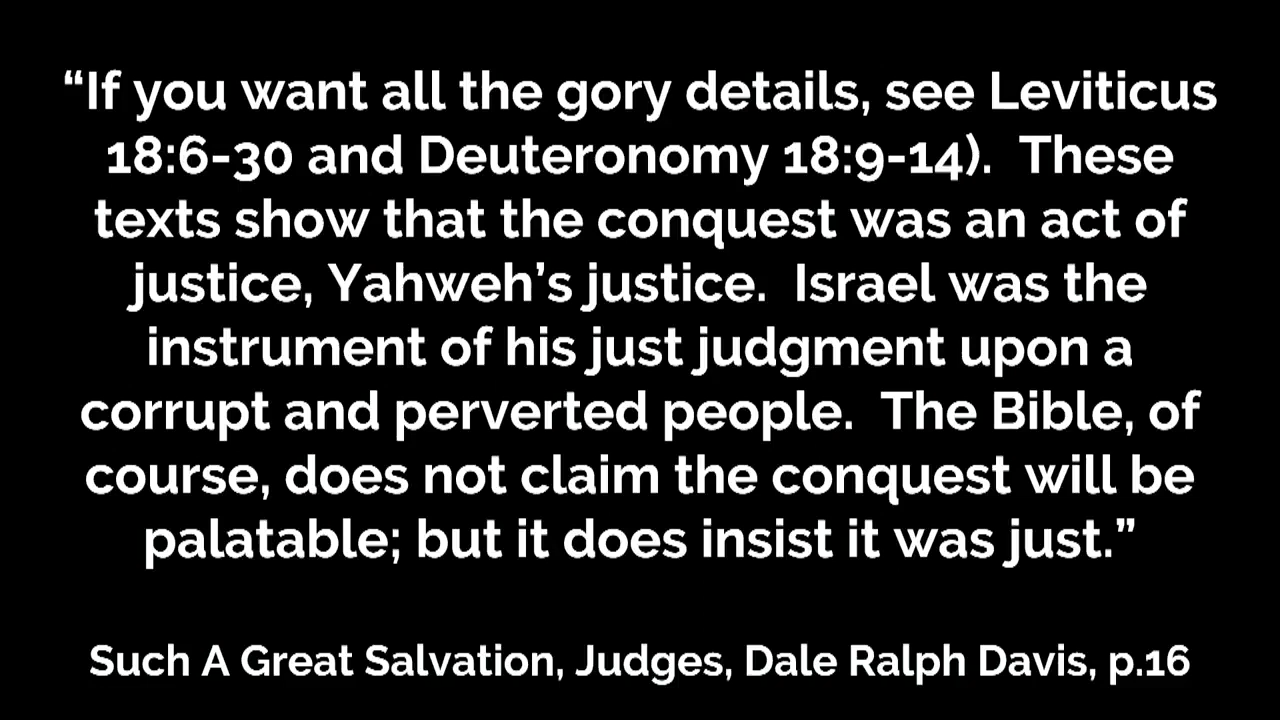 “If you want all the gory details, see Leviticus
18:6-30 and Deuteronomy 18:9-14).  These
texts show that the conquest was an act of
justice, Yahweh’s justice.  Israel was the
instrument of his just judgment upon a
corrupt and perverted people.  The Bible, of
course, does not claim the conquest will be
palatable; but it does insist it was just.”
Such A Great Salvation, Judges, Dale Ralph Davis, p.16